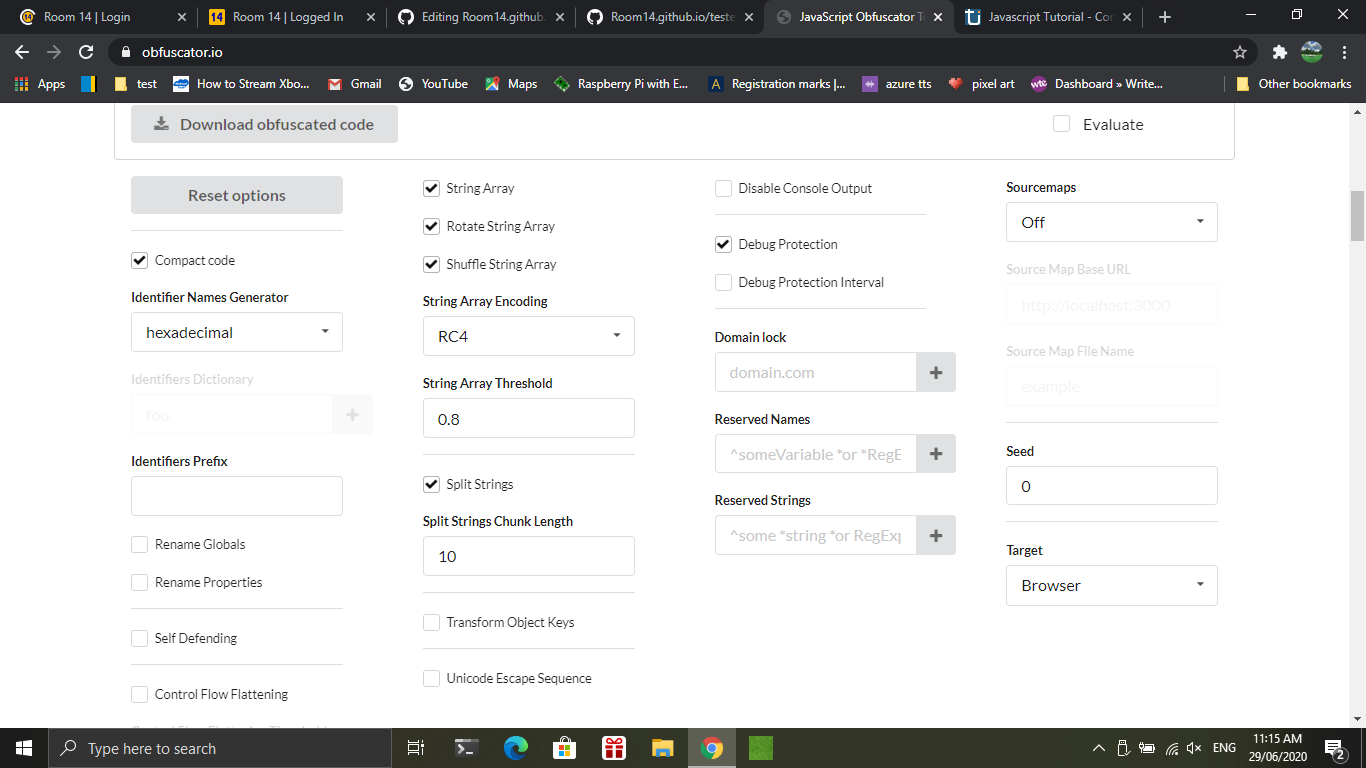 Room 14 | Login
Room 14 | Logged In
Editing Room14.github.
Room14.github.io/teste
JavaScript Obfuscator T
Javascript Tutorial - Cor
obfuscator.io
Apps
test
How to Stream Xbo...
Gmail
YouTube
Maps
Raspberry Pi with E...
Registration marks |...
azure tts
pixel art
Dashboard » Write...
Other bookmarks
Download obfuscated code
Evaluate
Reset options
Compact code
Identifier Names Generator
hexadecimal
Identifiers Dictionary
foo
Identifiers Prefix
Rename Globals
Rename Properties
Self Defending
Control Flow Flattening
String Array
Rotate String Array
Shuffle String Array
String Array Encoding
RC4
String Array Threshold
0.8
Split Strings
Split Strings Chunk Length
10
Transform Object Keys
Unicode Escape Sequence
Disable Console Output
Debug Protection
Debug Protection Interval
Domain lock
domain.com
Reserved Names
^someVariable *or *RegE
Reserved Strings
^some *string *or RegExp
Sourcemaps
Off
Source Map Base URL
http://localhost:3000
Source Map File Name
example
Seed
0
Target
Browser
Type here to search
ENG
11:15 AM
29/06/2020
2